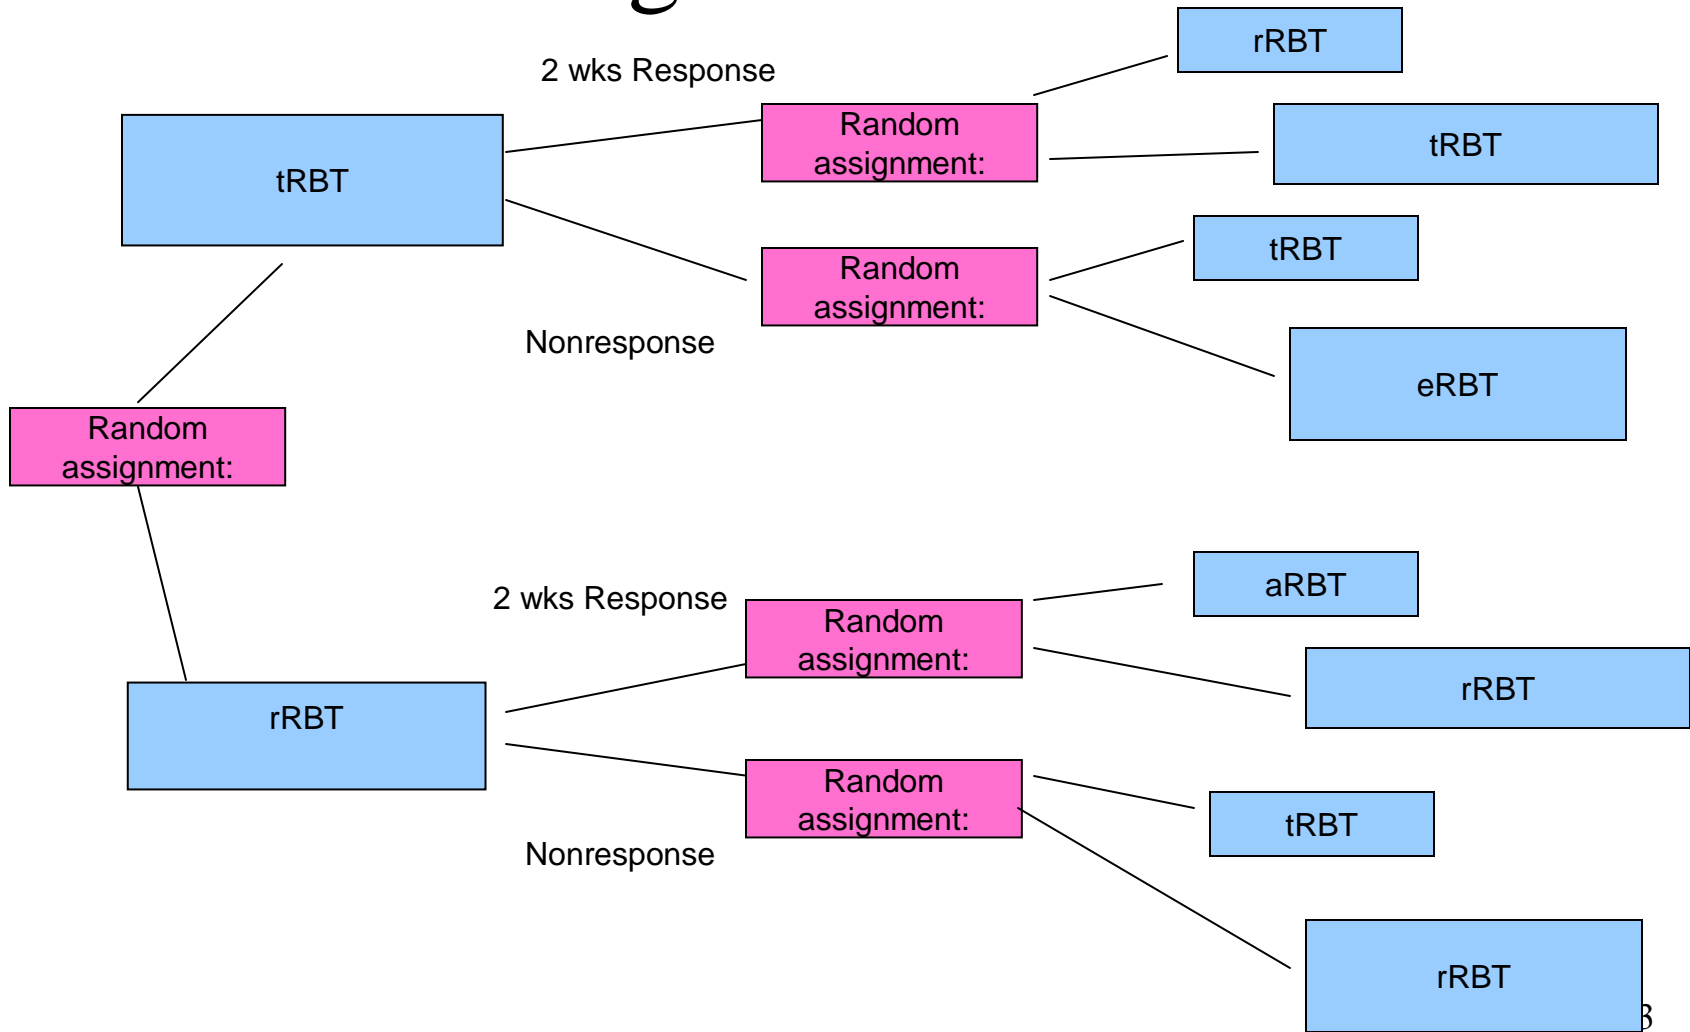 rRBT
2 wks Response
Random
assignment:
tRBT
tRBT
tRBT
Random
assignment:
Nonresponse
eRBT
Random
assignment:
aRBT
2 wks Response
Random
assignment:
rRBT
rRBT
Random
assignment:
tRBT
Nonresponse
rRBT